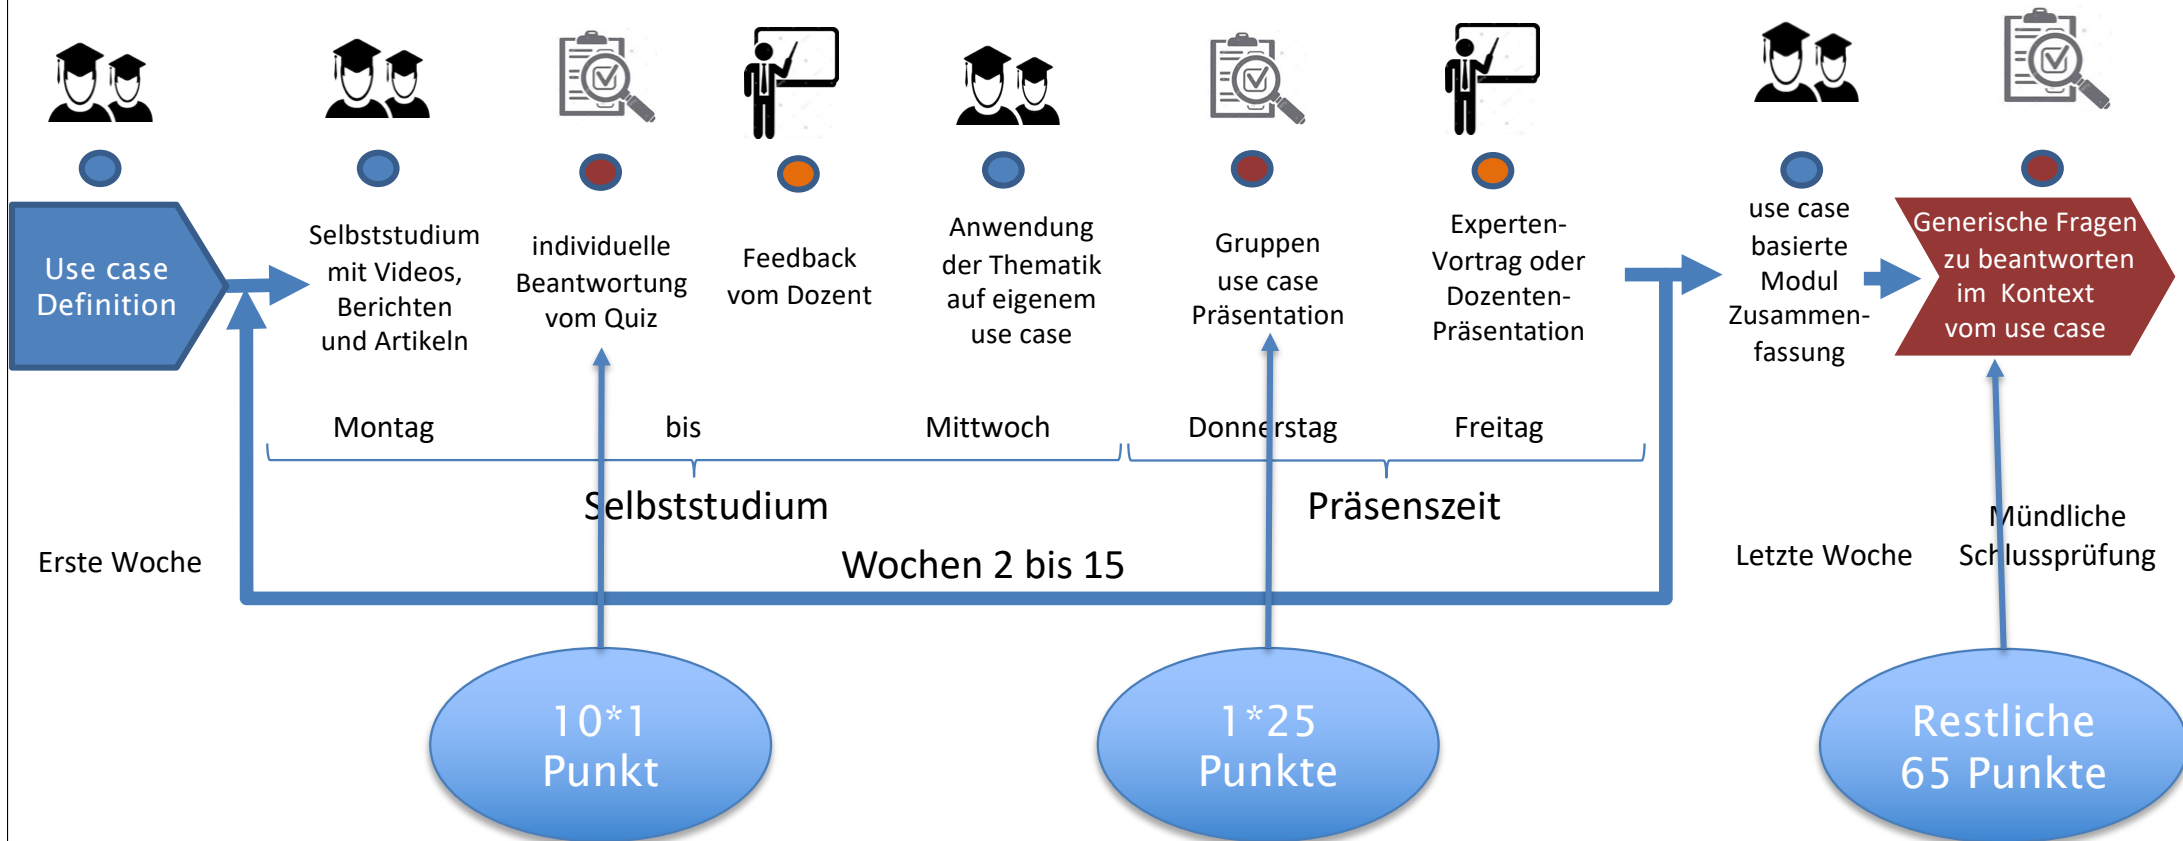 Use case
Definition
Selbststudium
mit Videos,
Berichten
und Artikeln
individuelle
Beantwortung
vom Quiz
Feedback
vom Dozent
Anwendung
der Thematik
auf eigenem
use case
Gruppen
use case
Präsentation
Experten-
Vortrag oder
Dozenten-
Präsentation
use case
basierte
Modul
Zusammen-
fassung
Generische Fragen
zu beantworten
im Kontext
vom use case
Montag
bis
Mittwoch
Donnerstag
Freitag
Selbststudium
Präsenszeit
Erste Woche
Wochen 2 bis 15
Letzte Woche
Mündliche
Schlussprüfung
10*1
Punkt
1*25
Punkte
Restliche
65 Punkte